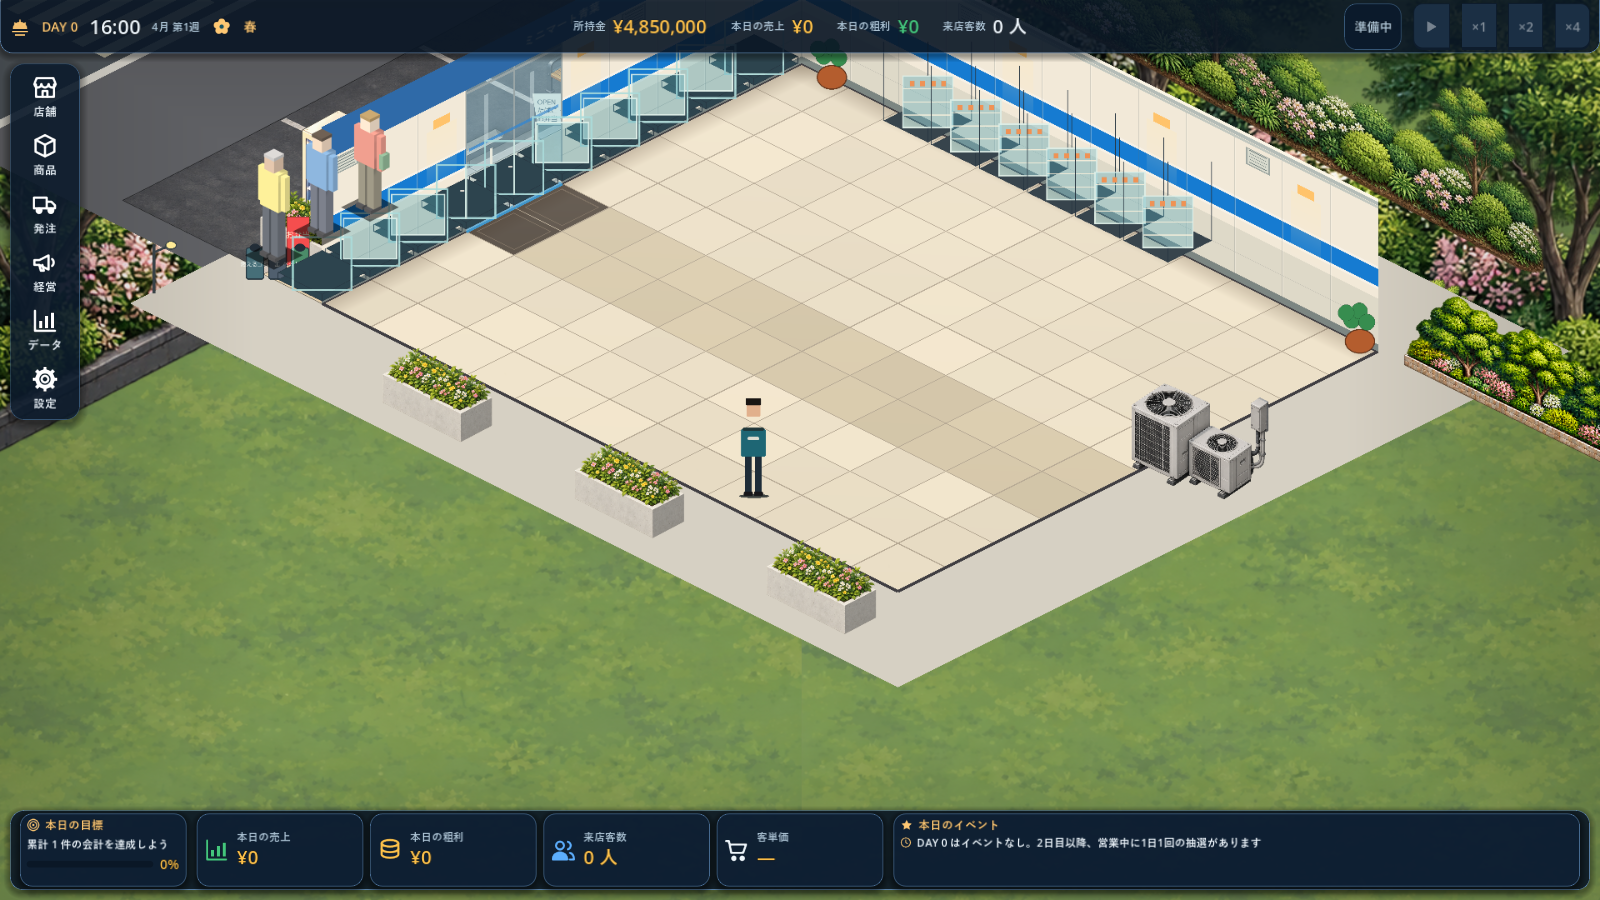 DAY 0 16:00 4月 第1週 春
所持金 ¥4,850,000 本日の売上 ¥0 本日の粗利 ¥0 来店客数 0 人
準備中 ×1 ×2 ×4
店舗
商品
発注
経営
データ
設定
OPEN
本日の目標
累計 1 件の会計を達成しよう
0%
本日の売上
¥0
本日の粗利
¥0
来店客数
0 人
客単価
—
本日のイベント
DAY 0 はイベントなし。2日目以降、営業中に1日1回の抽選があります